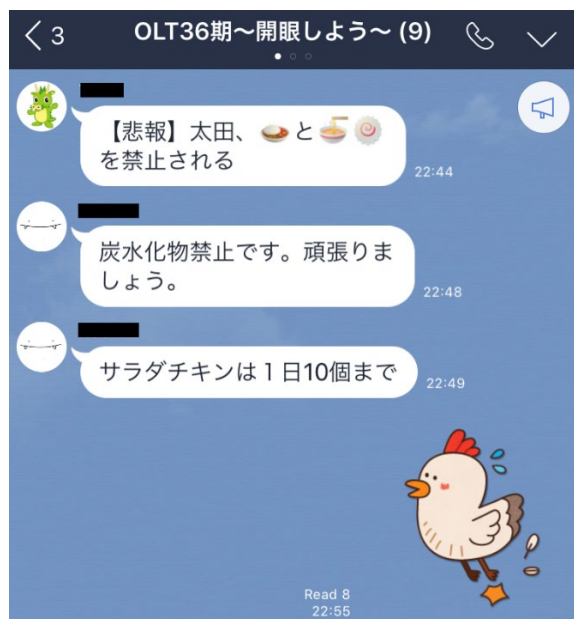 3
OLT36期～開眼しよう～ (9)
【悲報】太田、🍛と🍜🍥
を禁止される
22:44
炭水化物禁止です。頑張りま
しょう。
22:48
サラダチキンは１日10個まで
22:49
Read 8
22:55